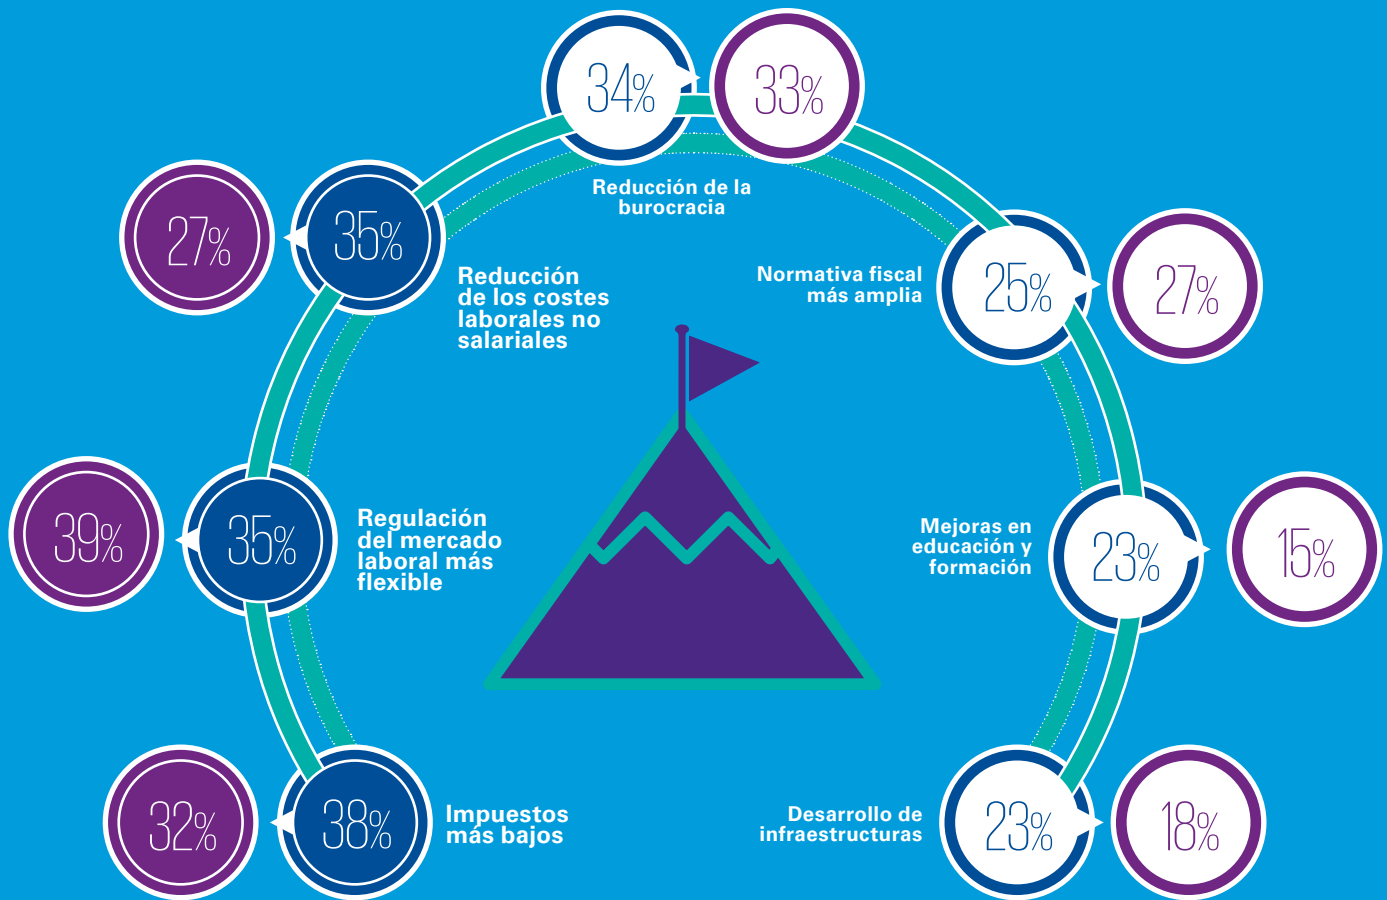 34%
33%
Reducción de la
burocracia
27%
35%
Reducción
de los costes
laborales no
salariales
Normativa fiscal
más amplia
25%
27%
39%
35%
Regulación
del mercado
laboral más
flexible
Mejoras en
educación y
formación
23%
15%
32%
38%
Impuestos
más bajos
Desarrollo de
infraestructuras
23%
18%